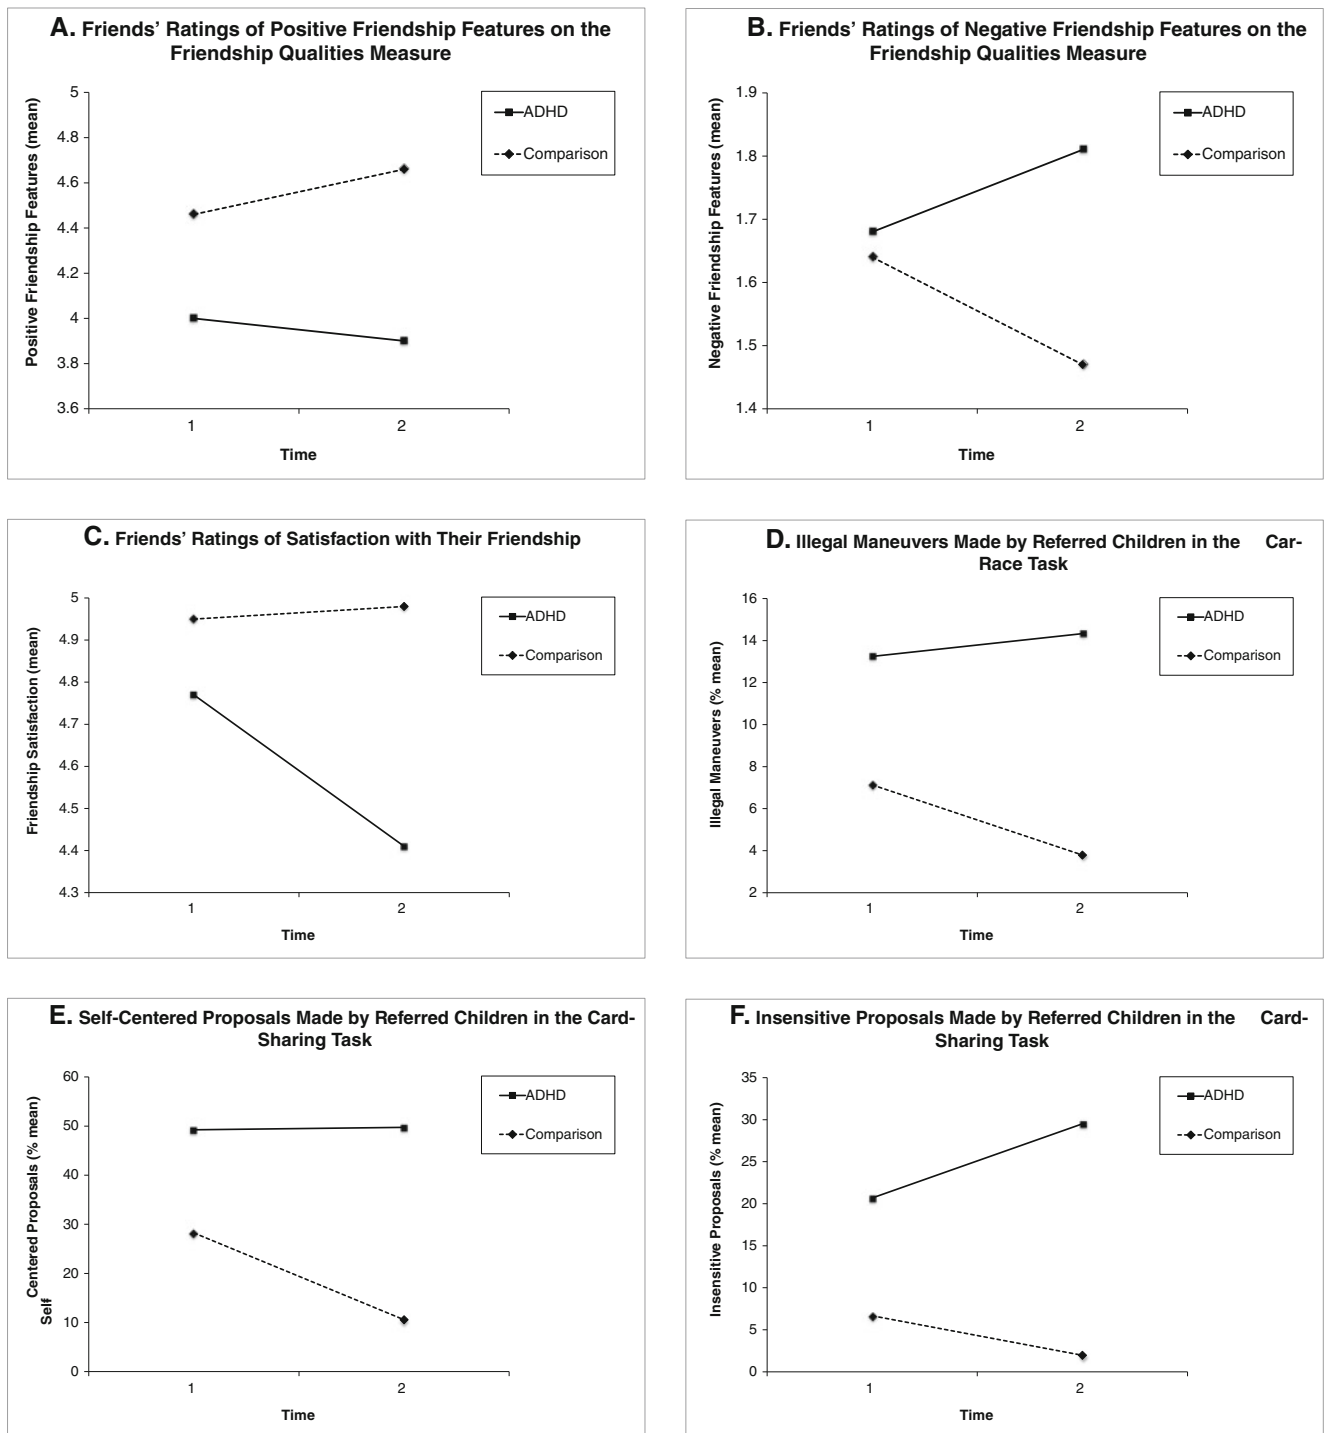 A. Friends' Ratings of Positive Friendship Features on the
Friendship Qualities Measure
Positive Friendship Features (mean)
5
4.8
4.6
4.4
4.2
4
3.8
3.6
1
2
Time
ADHD
Comparison
B. Friends' Ratings of Negative Friendship Features on the
Friendship Qualities Measure
Negative Friendship Features (mean)
1.9
1.8
1.7
1.6
1.5
1.4
1
2
Time
ADHD
Comparison
C. Friends' Ratings of Satisfaction with Their Friendship
Friendship Satisfaction (mean)
5
4.9
4.8
4.7
4.6
4.5
4.4
4.3
1
2
Time
ADHD
Comparison
D. Illegal Maneuvers Made by Referred Children in the Car-
Race Task
Illegal Maneuvers (% mean)
16
14
12
10
8
6
4
2
1
2
Time
ADHD
Comparison
E. Self-Centered Proposals Made by Referred Children in the Card-
Sharing Task
Centered Proposals (% mean)
Self
60
50
40
30
20
10
0
1
2
Time
ADHD
Comparison
F. Insensitive Proposals Made by Referred Children in the Card-
Sharing Task
Insensitive Proposals (% mean)
35
30
25
20
15
10
5
0
1
2
Time
ADHD
Comparison